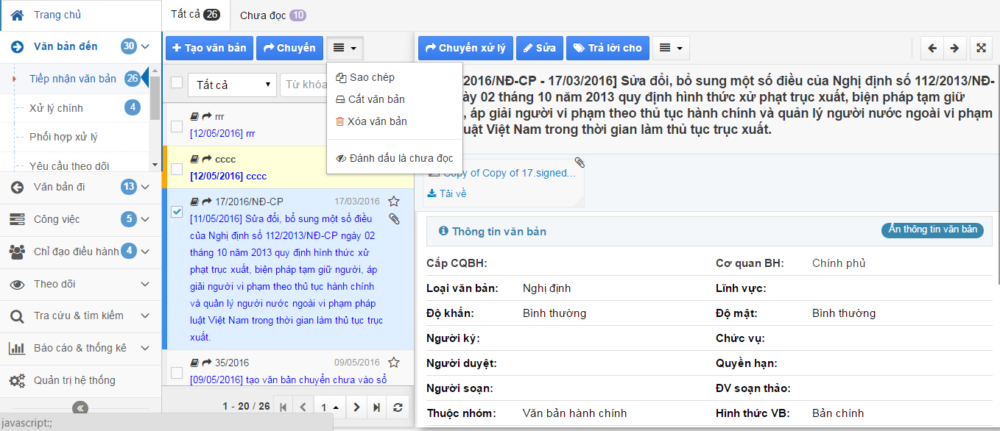 Trang chủ
Văn bản đến 30
Tiếp nhận văn bản 26
Xử lý chính 4
Phối hợp xử lý
Yêu cầu theo dõi
Văn bản đi 13
Công việc 5
Chỉ đạo điều hành 4
Theo dõi
Tra cứu & tìm kiếm
Báo cáo & thống kê
Quản trị hệ thống
javascript:;
Tất cả 26 Chưa đọc 10
Tạo văn bản Chuyển
Tất cả Từ khóa
Sao chép
Cất văn bản
Xóa văn bản
Đánh dấu là chưa đọc
rrr
[12/05/2016] rrr
cccc
[12/05/2016] cccc
17/2016/NĐ-CP 17/03/2016
[11/05/2016] Sửa đổi, bổ sung một số điều
của Nghị định số 112/2013/NĐ-CP ngày 02
tháng 10 năm 2013 quy định hình thức xử
phạt trục xuất, biện pháp tạm giữ người, áp
giải người vi phạm theo thủ tục hành chính
và quản lý người nước ngoài vi phạm pháp
luật Việt Nam trong thời gian làm thủ tục trục
xuất.
35/2016 09/05/2016
[09/05/2016] tạo văn bản chuyển chưa vào sổ
1 - 20 / 26 1
Chuyển xử lý Sửa Trả lời cho
2016/NĐ-CP - 17/03/2016] Sửa đổi, bổ sung một số điều của Nghị định số 112/2013/NĐ-
02 tháng 10 năm 2013 quy định hình thức xử phạt trục xuất, biện pháp tạm giữ
, áp giải người vi phạm theo thủ tục hành chính và quản lý người nước ngoài vi phạm
Việt Nam trong thời gian làm thủ tục trục xuất.
Copy of Copy of 17.signed...
Tải về
Thông tin văn bản Ẩn thông tin văn bản
Cấp CQBH: Cơ quan BH: Chính phủ
Loại văn bản: Nghị định Lĩnh vực:
Độ khẩn: Bình thường Độ mật: Bình thường
Người ký: Chức vụ:
Người duyệt: Quyền hạn:
Người soạn: ĐV soạn thảo:
Thuộc nhóm: Văn bản hành chính Hình thức VB: Bản chính